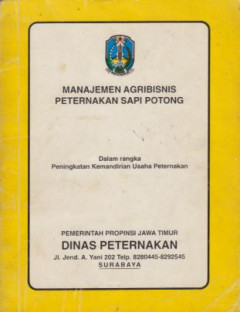 MANAJEMEN AGRIBISNIS
PETERNAKAN SAPI POTONG
Dalam rangka
Peningkatan Kemandirian Usaha Peternakan
PEMERINTAH PROPINSI JAWA TIMUR
DINAS PETERNAKAN
Jl. Jend. A. Yani 202 Telp. 8280445-8292545
SURABAYA